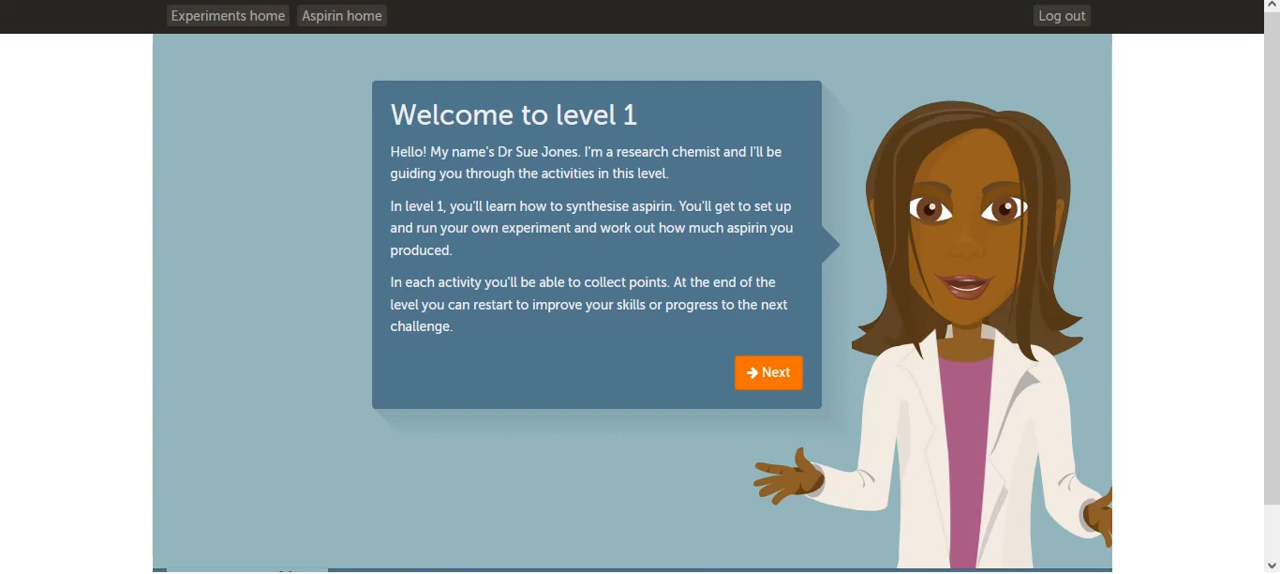 Experiments home Aspirin home Log out
Welcome to level 1
Hello! My name's Dr Sue Jones. I'm a research chemist and I'll be
guiding you through the activities in this level.
In level 1, you'll learn how to synthesise aspirin. You'll get to set up
and run your own experiment and work out how much aspirin you
produced.
In each activity you'll be able to collect points. At the end of the
level you can restart to improve your skills or progress to the next
challenge.
Next